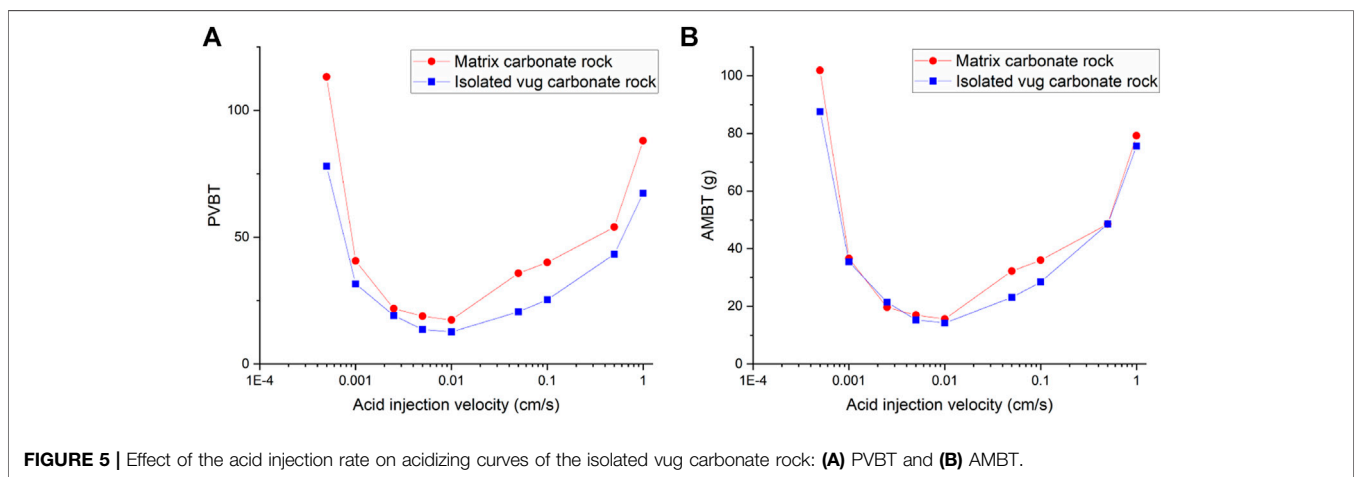 A
Matrix carbonate rock
Isolated vug carbonate rock
PVBT
100
50
0
1E-4
0.001
0.01
0.1
1
Acid injection velocity (cm/s)
B
Matrix carbonate rock
Isolated vug carbonate rock
AMBT (g)
100
80
60
40
20
0
1E-4
0.001
0.01
0.1
1
Acid injection velocity (cm/s)
FIGURE 5 | Effect of the acid injection rate on acidizing curves of the isolated vug carbonate rock: (A) PVBT and (B) AMBT.